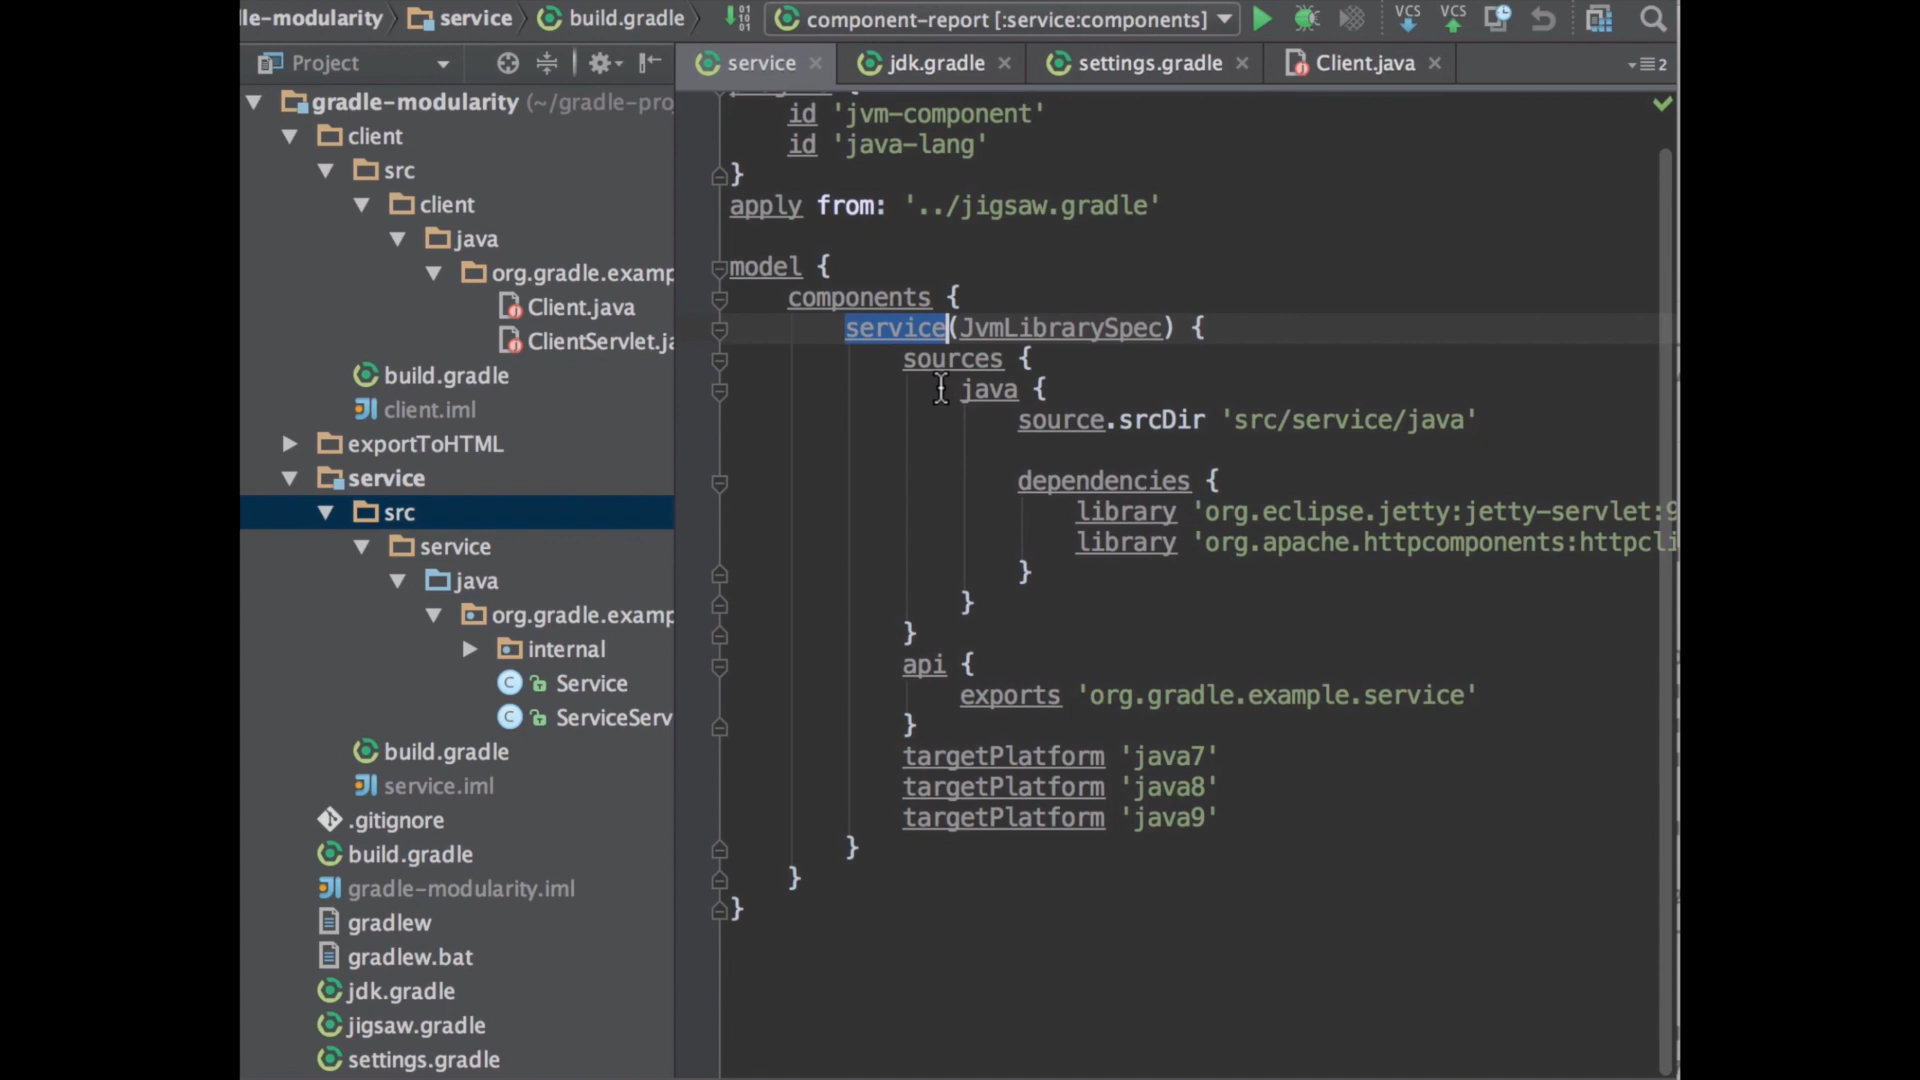 le-modularity service build.gradle component-report [:service:components] VCS VCS
Project
service jdk.gradle settings.gradle Client.java 2
gradle-modularity (~/gradle-pro
client
src
client
java
org.gradle.examp
Client.java
ClientServlet.ja
build.gradle
client.iml
exportToHTML
service
src
service
java
org.gradle.examp
internal
Service
ServiceServ
build.gradle
service.iml
.gitignore
build.gradle
gradle-modularity.iml
gradlew
gradlew.bat
jdk.gradle
jigsaw.gradle
settings.gradle
id 'jvm-component'
id 'java-lang'
}
apply from: '../jigsaw.gradle'
model {
components {
service(JvmLibrarySpec) {
sources {
java {
source.srcDir 'src/service/java'
dependencies {
library 'org.eclipse.jetty:jetty-servlet:9
library 'org.apache.httpcomponents:httpcli
}
}
}
api {
exports 'org.gradle.example.service'
}
targetPlatform 'java7'
targetPlatform 'java8'
targetPlatform 'java9'
}
}
}